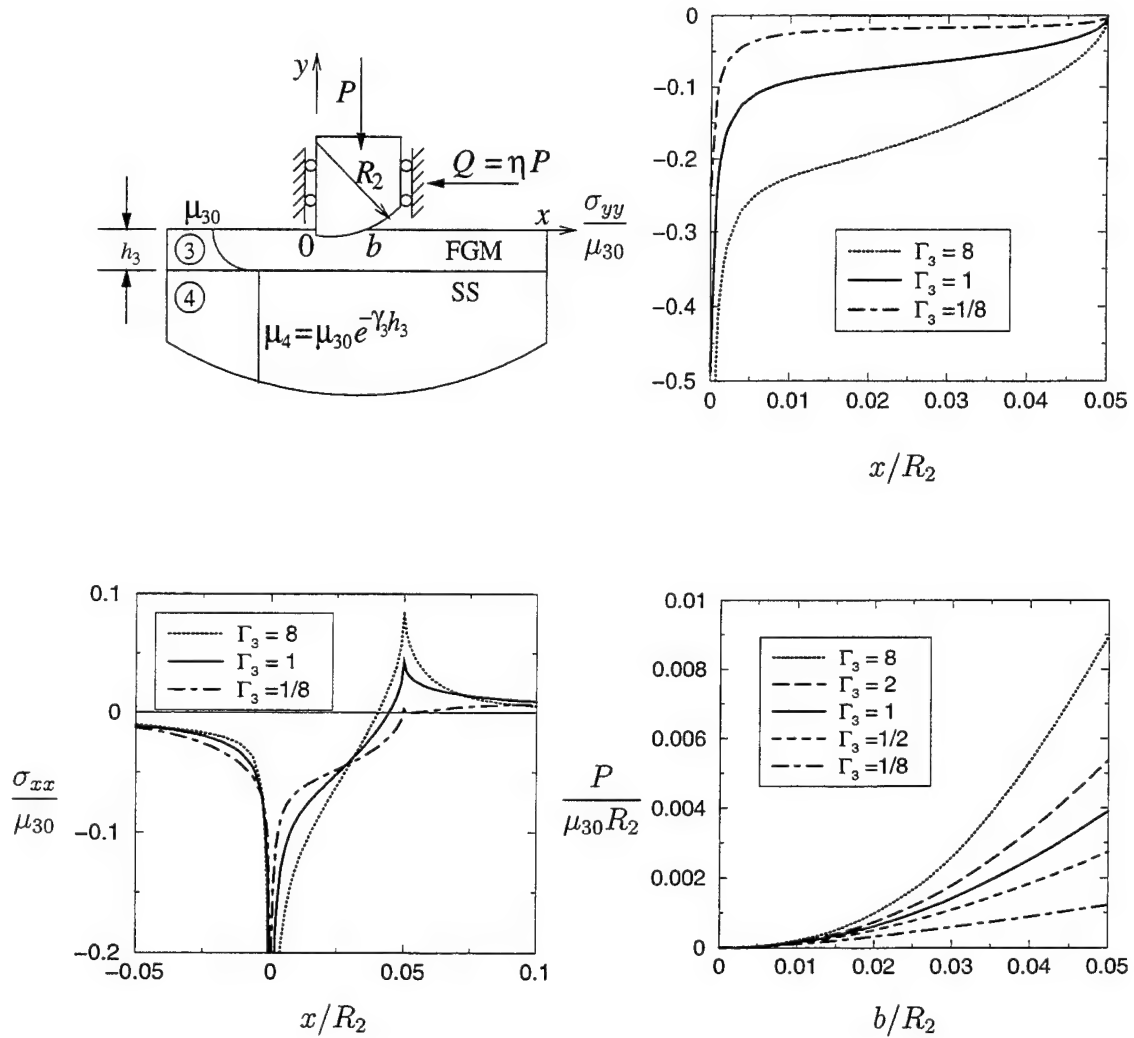 y
P
R₂
Q = ηP
μ₃₀
x
h₃
③
0
b
FGM
④
SS
μ₄ = μ₃₀e^{-γ₃h₃}
σ_yy / μ₃₀
0
−0.1
−0.2
−0.3
−0.4
−0.5
Γ₃ = 8
Γ₃ = 1
Γ₃ =1/8
0 0.01 0.02 0.03 0.04 0.05
x/R₂
σ_xx / μ₃₀
0.1
0
−0.1
−0.2
Γ₃ = 8
Γ₃ = 1
Γ₃ =1/8
−0.05 0 0.05 0.1
x/R₂
P / μ₃₀R₂
0.01
0.008
0.006
0.004
0.002
0
Γ₃ = 8
Γ₃ = 2
Γ₃ = 1
Γ₃ =1/2
Γ₃ =1/8
0 0.01 0.02 0.03 0.04 0.05
b/R₂